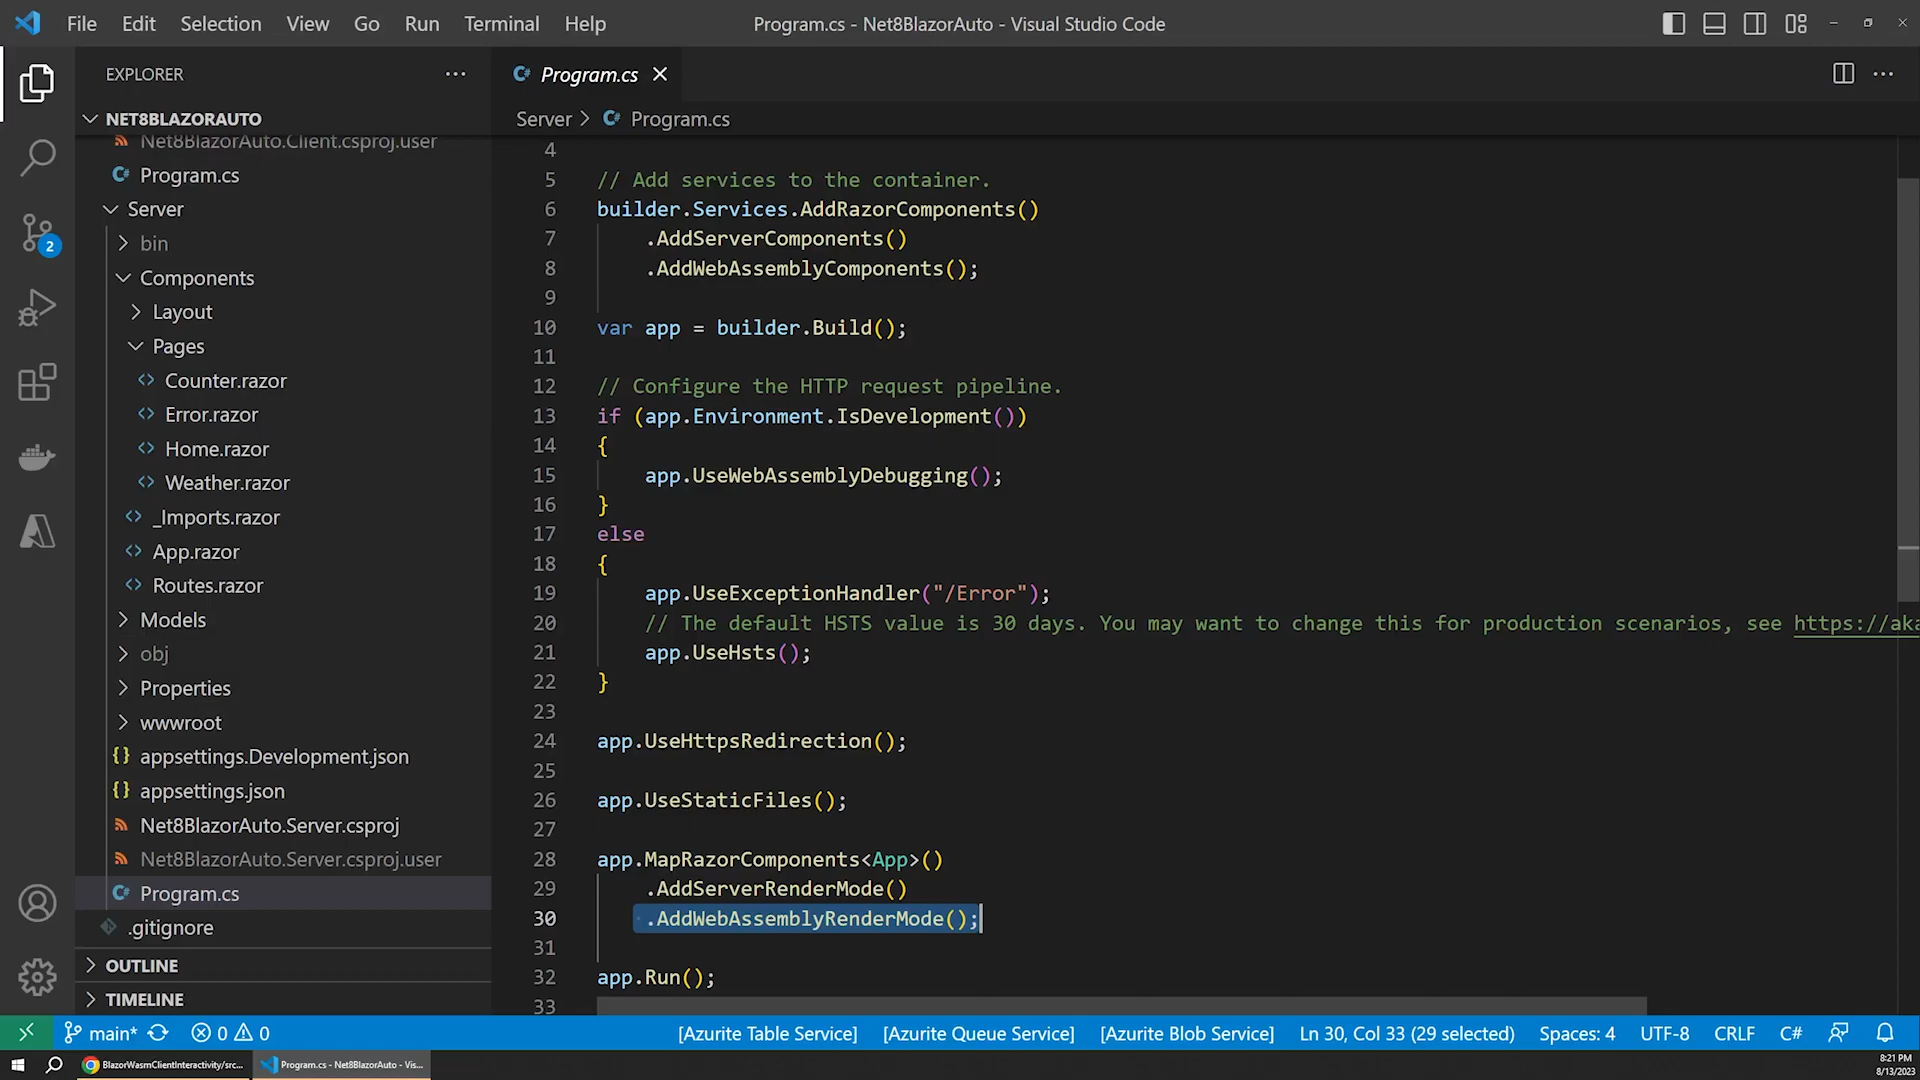 File Edit Selection View Go Run Terminal Help
Program.cs - Net8BlazorAuto - Visual Studio Code
EXPLORER
NET8BLAZORAUTO
Net8BlazorAuto.Client.csproj.user
C# Program.cs
Server
bin
Components
Layout
Pages
Counter.razor
Error.razor
Home.razor
Weather.razor
_Imports.razor
App.razor
Routes.razor
Models
obj
Properties
wwwroot
{} appsettings.Development.json
{} appsettings.json
Net8BlazorAuto.Server.csproj
Net8BlazorAuto.Server.csproj.user
C# Program.cs
.gitignore
OUTLINE
TIMELINE
2
C# Program.cs
Server > C# Program.cs
4
5 // Add services to the container.
6 builder.Services.AddRazorComponents()
7 .AddServerComponents()
8 .AddWebAssemblyComponents();
9
10 var app = builder.Build();
11
12 // Configure the HTTP request pipeline.
13 if (app.Environment.IsDevelopment())
14 {
15 app.UseWebAssemblyDebugging();
16 }
17 else
18 {
19 app.UseExceptionHandler("/Error");
20 // The default HSTS value is 30 days. You may want to change this for production scenarios, see https://aka
21 app.UseHsts();
22 }
23
24 app.UseHttpsRedirection();
25
26 app.UseStaticFiles();
27
28 app.MapRazorComponents<App>()
29 .AddServerRenderMode()
30 .AddWebAssemblyRenderMode();
31
32 app.Run();
33
main* 0 0 [Azurite Table Service] [Azurite Queue Service] [Azurite Blob Service] Ln 30, Col 33 (29 selected) Spaces: 4 UTF-8 CRLF C#
BlazorWasmClientInteractivity/src... Program.cs - Net8BlazorAuto - Vis...
8:21 PM
8/13/2023